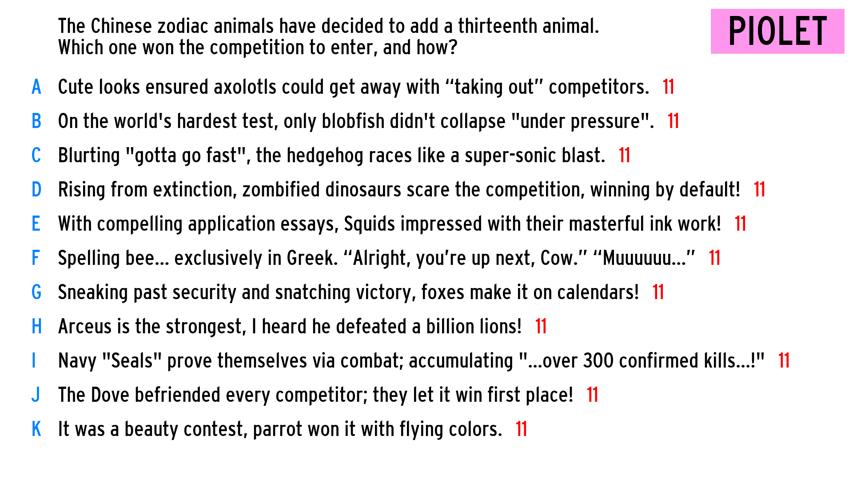 The Chinese zodiac animals have decided to add a thirteenth animal.
Which one won the competition to enter, and how?
PIOLET
A Cute looks ensured axolotls could get away with “taking out” competitors. 11
B On the world's hardest test, only blobfish didn't collapse "under pressure". 11
C Blurting "gotta go fast", the hedgehog races like a super-sonic blast. 11
D Rising from extinction, zombified dinosaurs scare the competition, winning by default! 11
E With compelling application essays, Squids impressed with their masterful ink work! 11
F Spelling bee... exclusively in Greek. “Alright, you’re up next, Cow.” “Muuuuuu...” 11
G Sneaking past security and snatching victory, foxes make it on calendars! 11
H Arceus is the strongest, I heard he defeated a billion lions! 11
I Navy "Seals" prove themselves via combat; accumulating "...over 300 confirmed kills...!" 11
J The Dove befriended every competitor; they let it win first place! 11
K It was a beauty contest, parrot won it with flying colors. 11